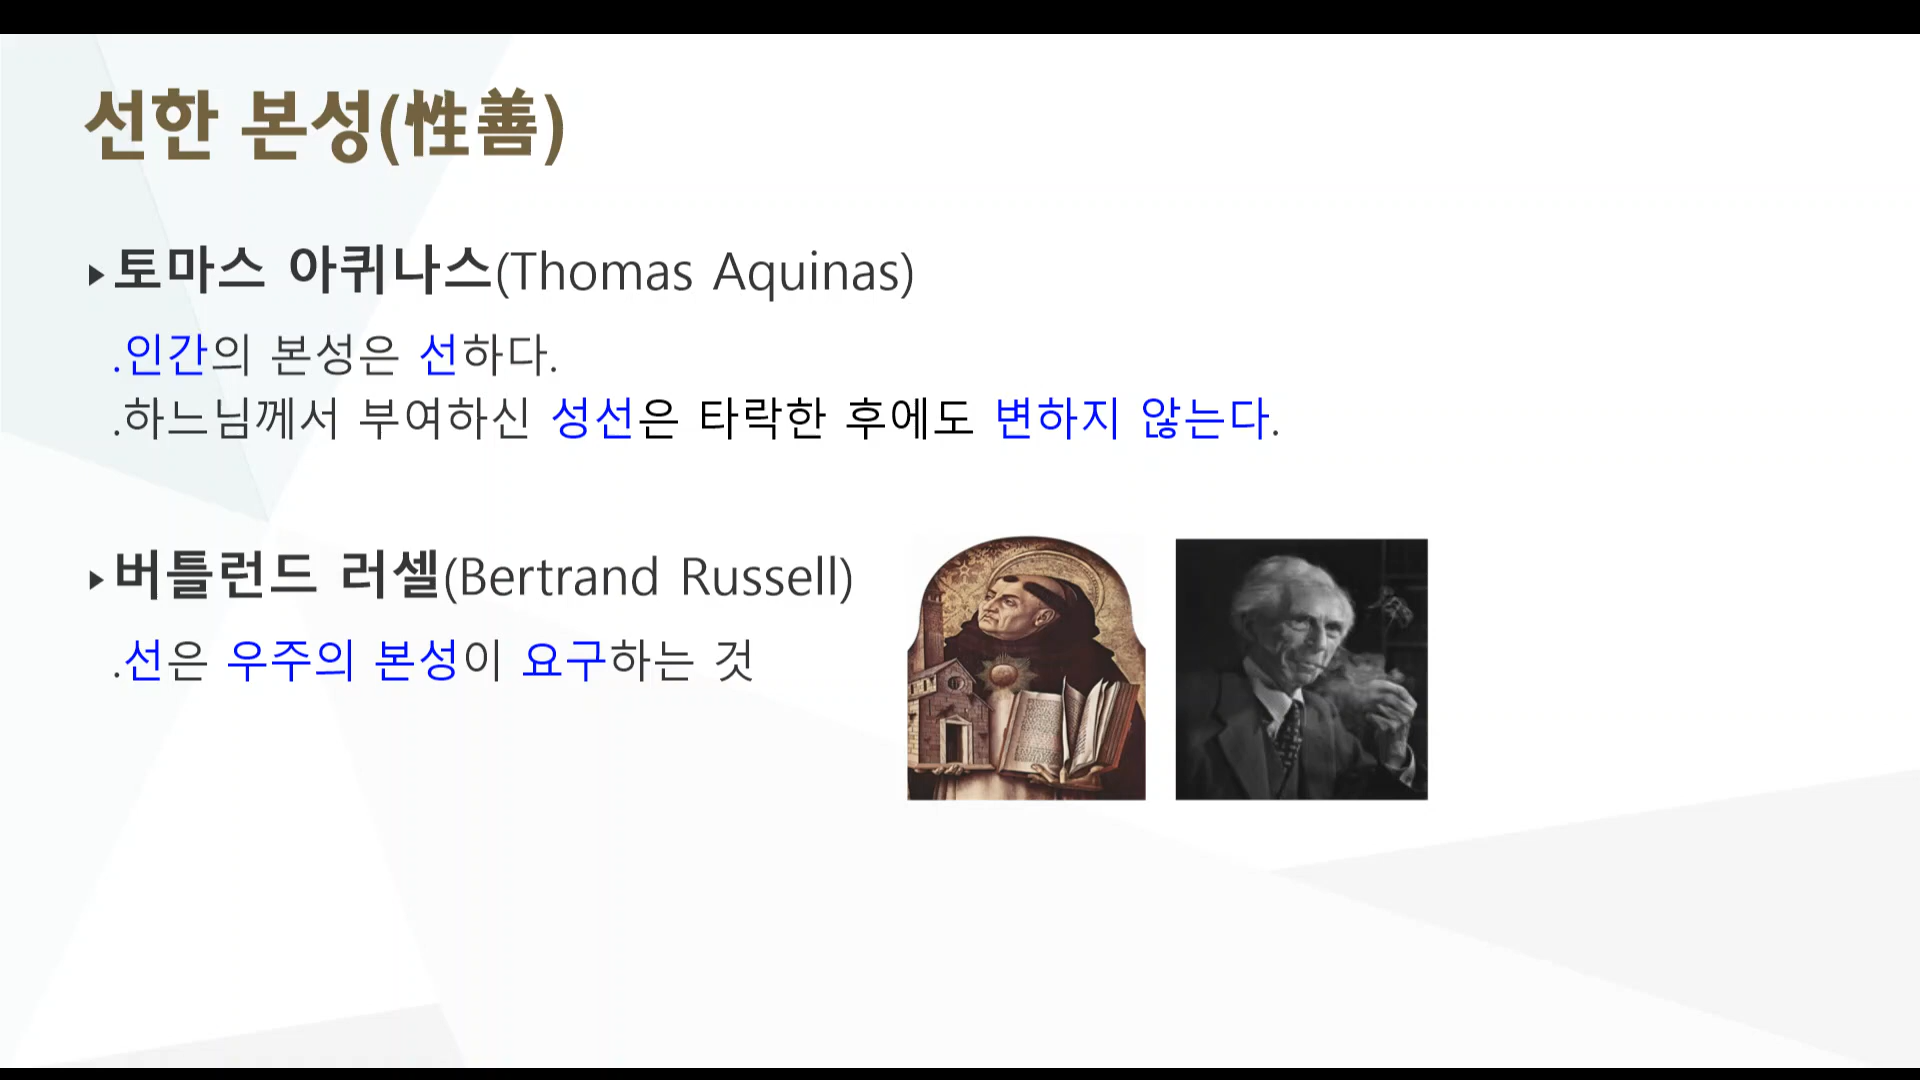 선한 본성(性善)
▸토마스 아퀴나스(Thomas Aquinas)
.인간의 본성은 선하다.
.하느님께서 부여하신 성선은 타락한 후에도 변하지 않는다.
▸버틀런드 러셀(Bertrand Russell)
.선은 우주의 본성이 요구하는 것